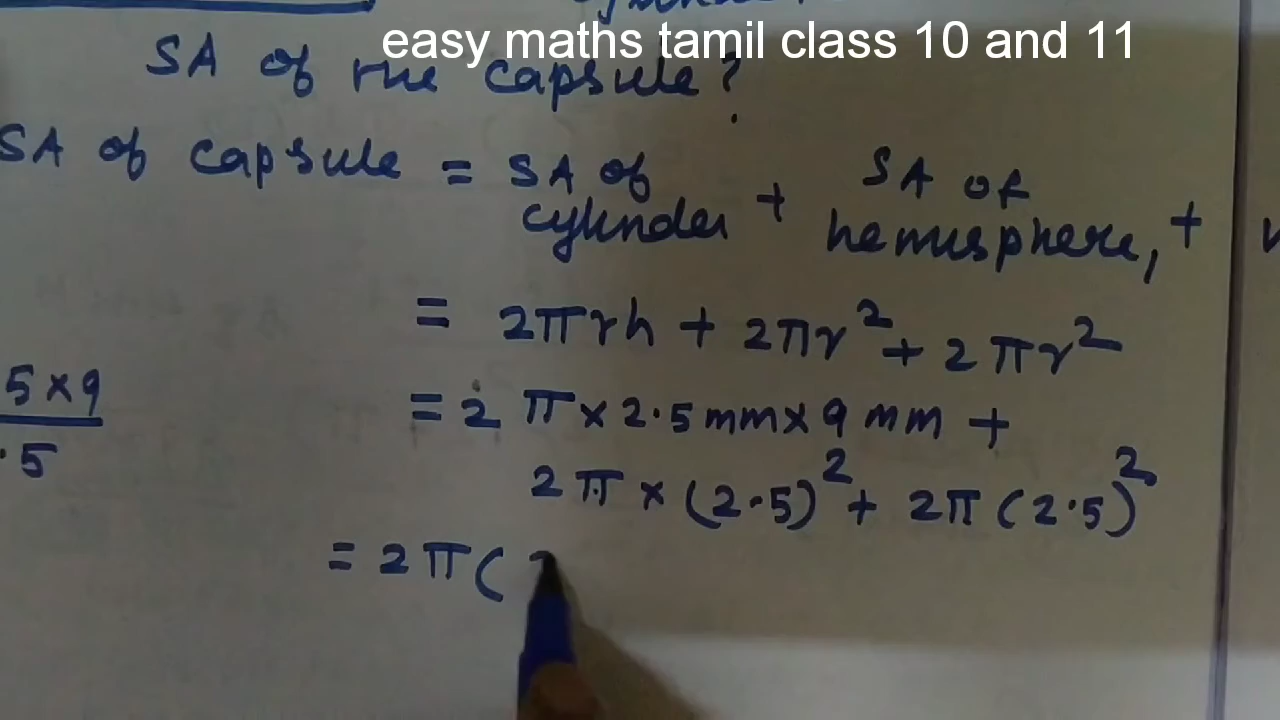 easy maths tamil class 10 and 11
SA of the capsule?
SA of capsule = SA of cylinder + SA of hemisphere, +
= 2πrh + 2πr² + 2πr²
5×9
.5
= 2 π × 2.5 mm × 9 mm +
2π × (2.5)² + 2π (2.5)²
= 2π(